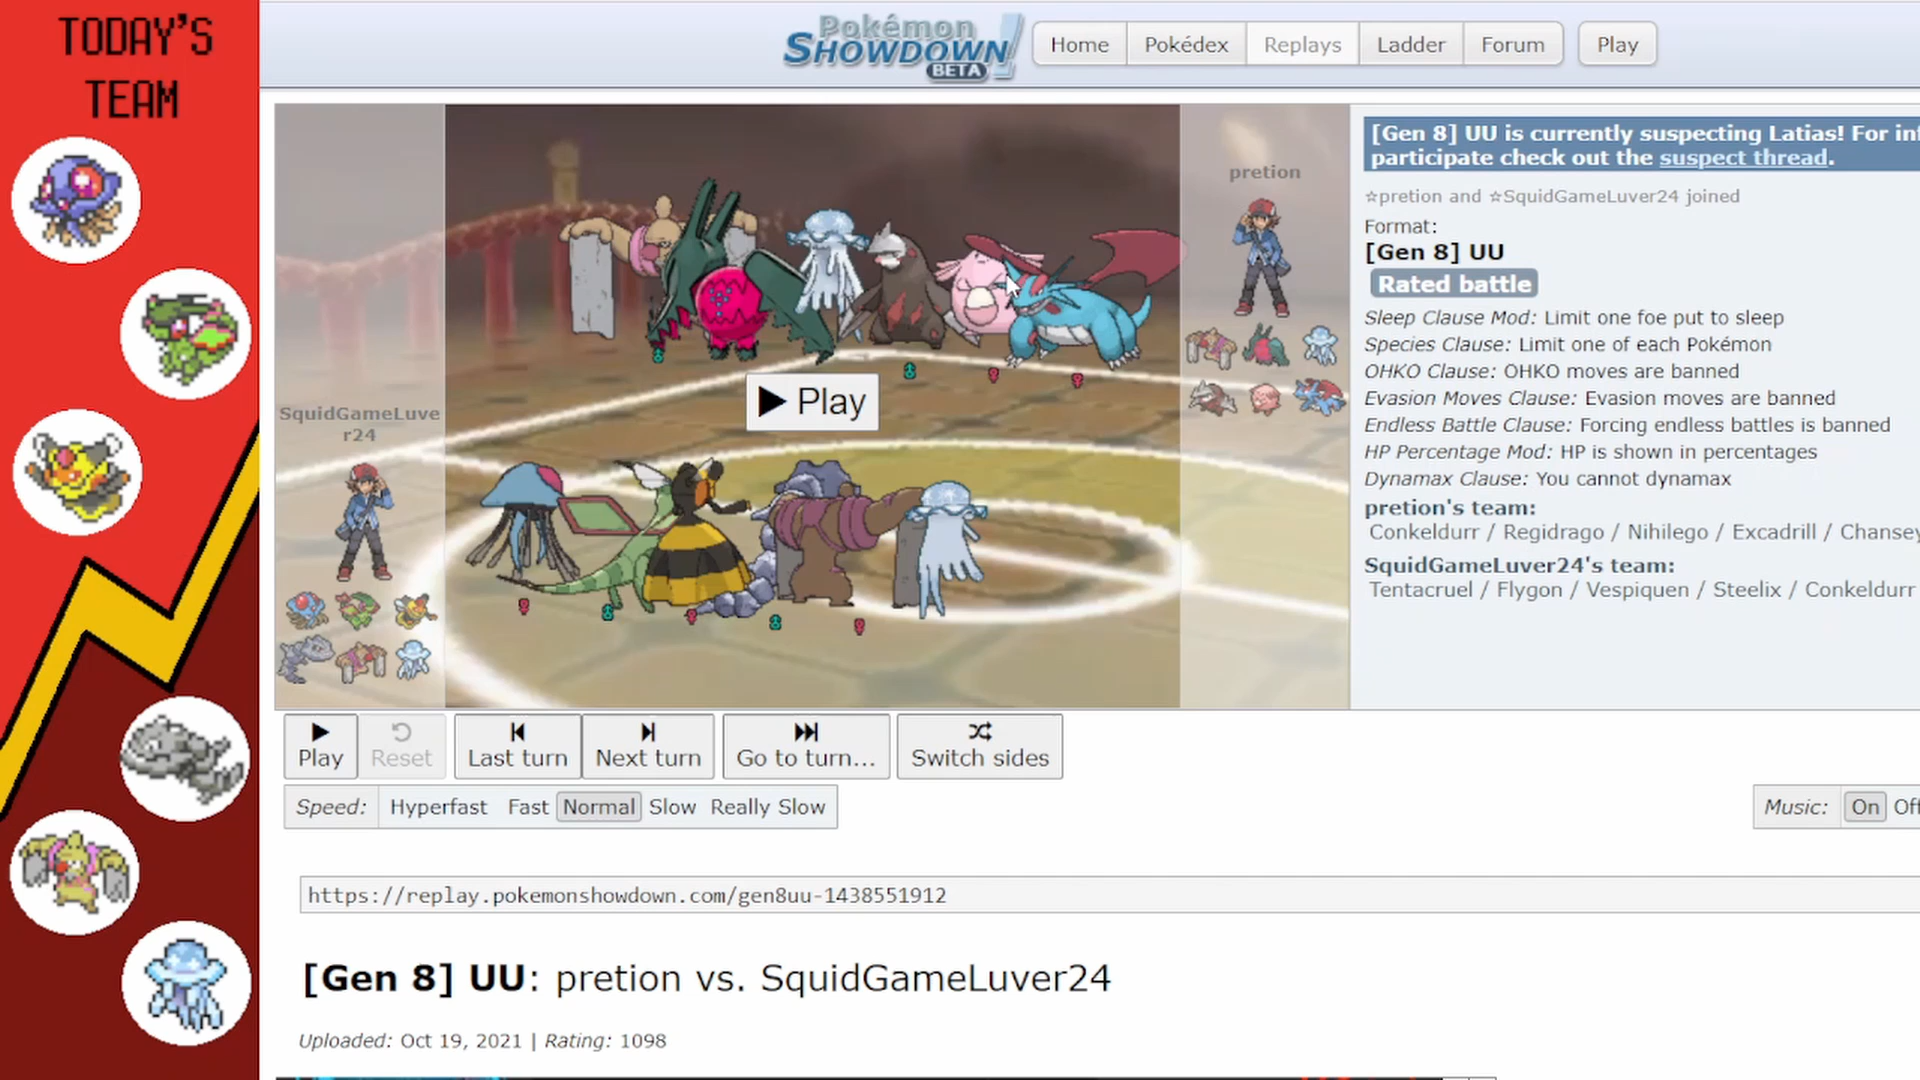 TODAY'S
TEAM
Pokémon
SHOWDOWN!
BETA
Home
Pokédex
Replays
Ladder
Forum
Play
pretion
SquidGameLuve
r24
Play
[Gen 8] UU is currently suspecting Latias! For
participate check out the suspect thread.
☆pretion and ☆SquidGameLuver24 joined
Format:
[Gen 8] UU
Rated battle
Sleep Clause Mod: Limit one foe put to sleep
Species Clause: Limit one of each Pokémon
OHKO Clause: OHKO moves are banned
Evasion Moves Clause: Evasion moves are banned
Endless Battle Clause: Forcing endless battles is banned
HP Percentage Mod: HP is shown in percentages
Dynamax Clause: You cannot dynamax
pretion's team:
Conkeldurr / Regidrago / Nihilego / Excadrill / Chansey
SquidGameLuver24's team:
Tentacruel / Flygon / Vespiquen / Steelix / Conkeldurr
Play
Reset
Last turn
Next turn
Go to turn...
Switch sides
Speed: Hyperfast Fast Normal Slow Really Slow
Music: On Off
https://replay.pokemonshowdown.com/gen8uu-1438551912
[Gen 8] UU: pretion vs. SquidGameLuver24
Uploaded: Oct 19, 2021 | Rating: 1098